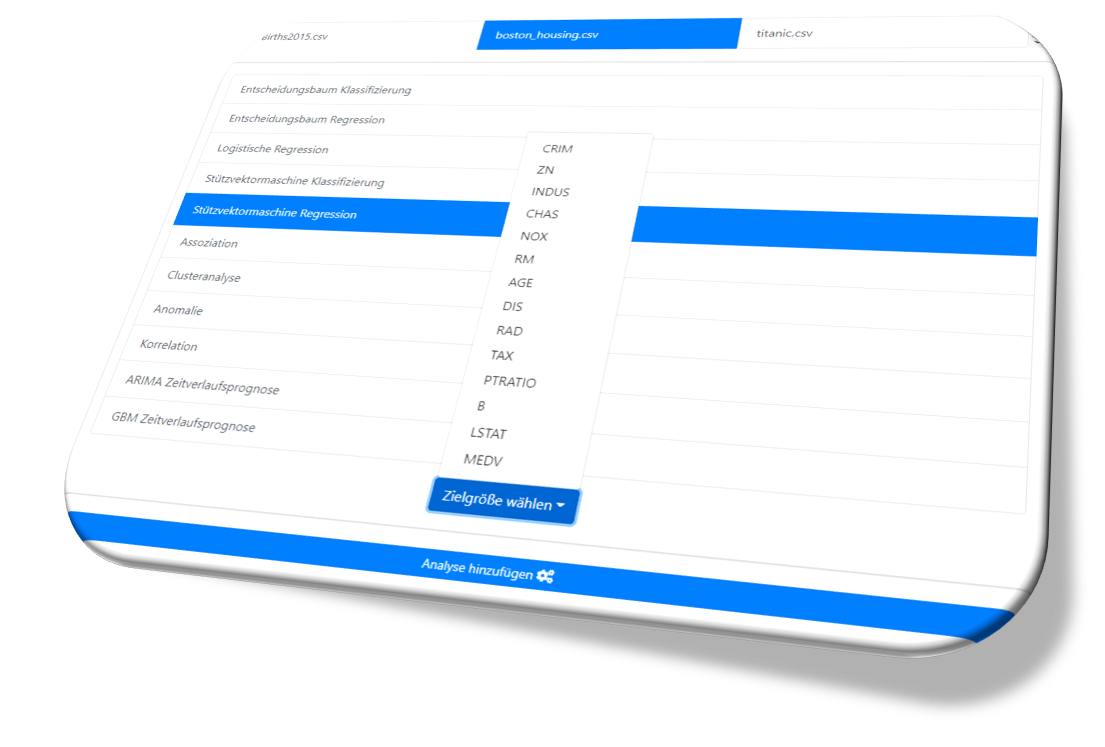 Births2015.csv
boston_housing.csv
titanic.csv
Entscheidungsbaum Klassifizierung
Entscheidungsbaum Regression
Logistische Regression
Stützvektormaschine Klassifizierung
Stützvektormaschine Regression
Assoziation
Clusteranalyse
Anomalie
Korrelation
ARIMA Zeitverlaufsprognose
GBM Zeitverlaufsprognose
CRIM
ZN
INDUS
CHAS
NOX
RM
AGE
DIS
RAD
TAX
PTRATIO
B
LSTAT
MEDV
Zielgröße wählen
Analyse hinzufügen